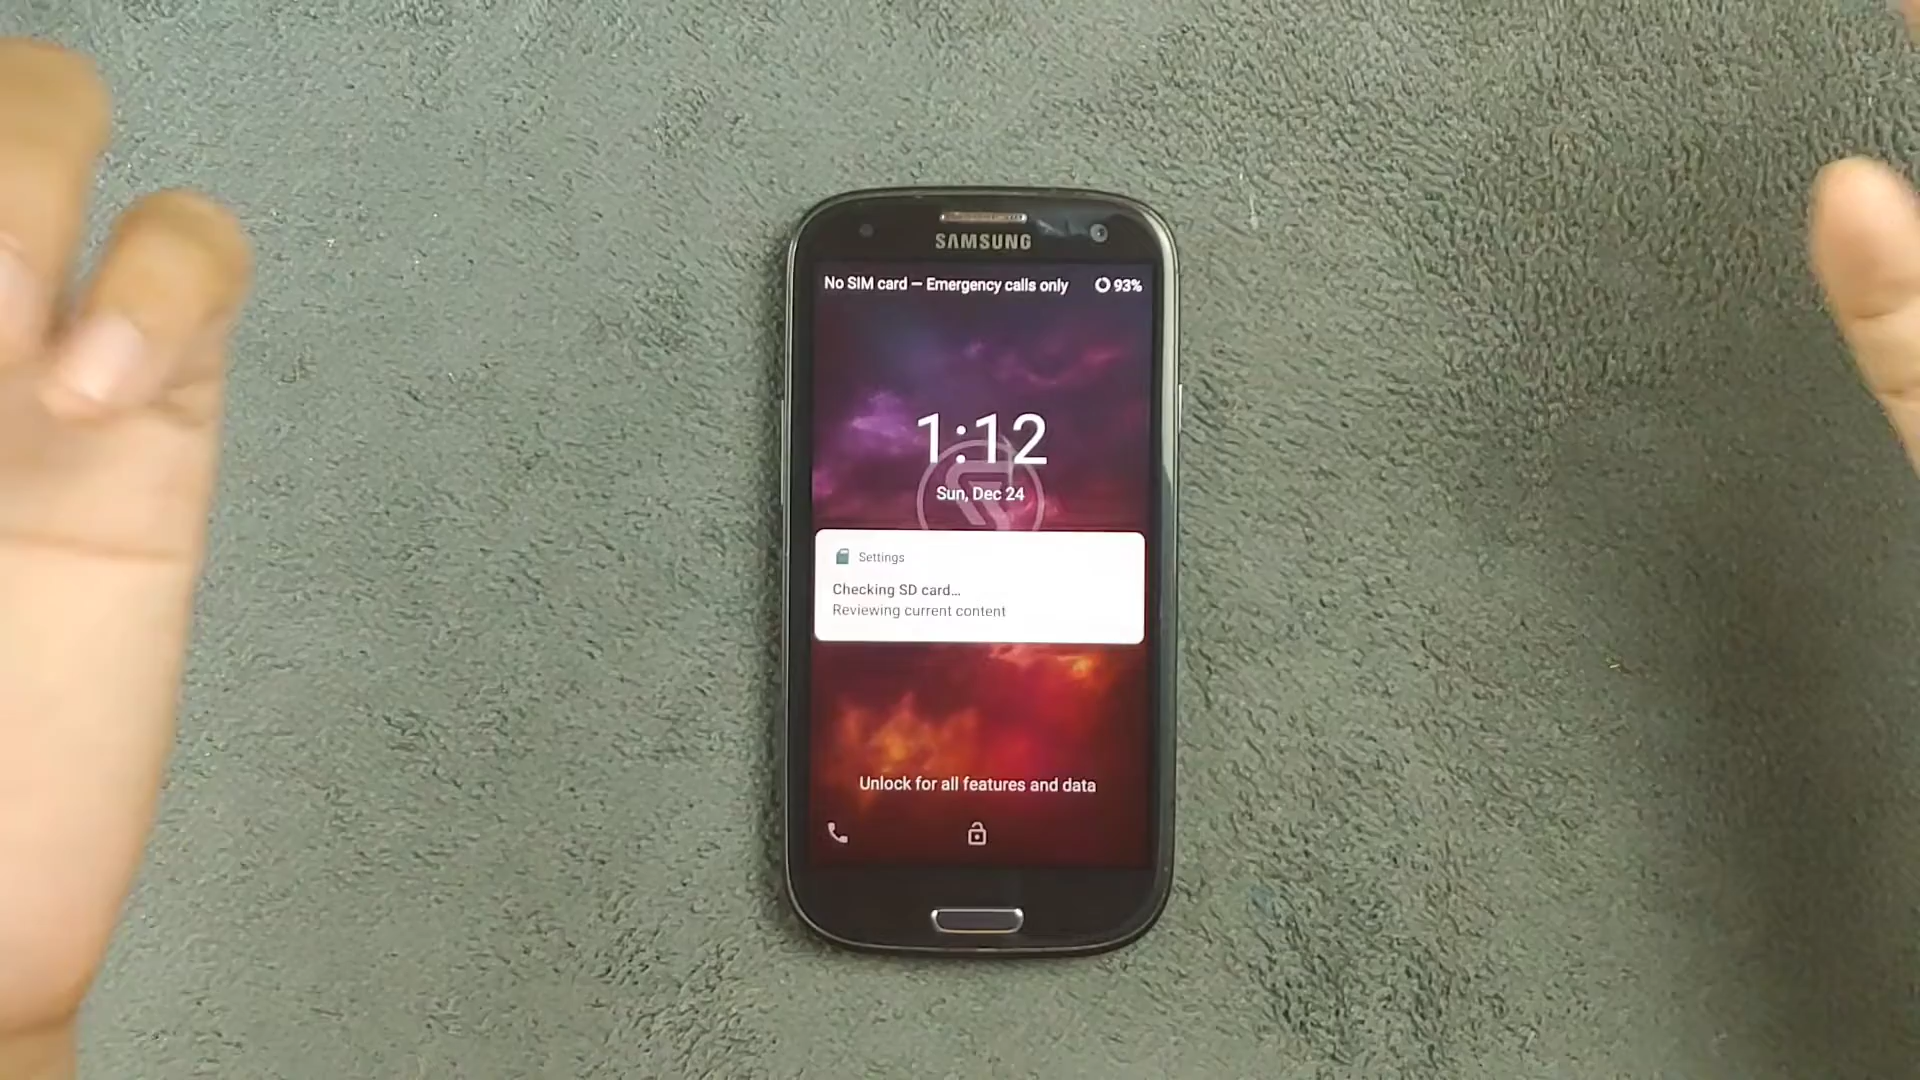 SAMSUNG
No SIM card — Emergency calls only 93%
1:12
Sun, Dec 24
Settings
Checking SD card...
Reviewing current content
Unlock for all features and data